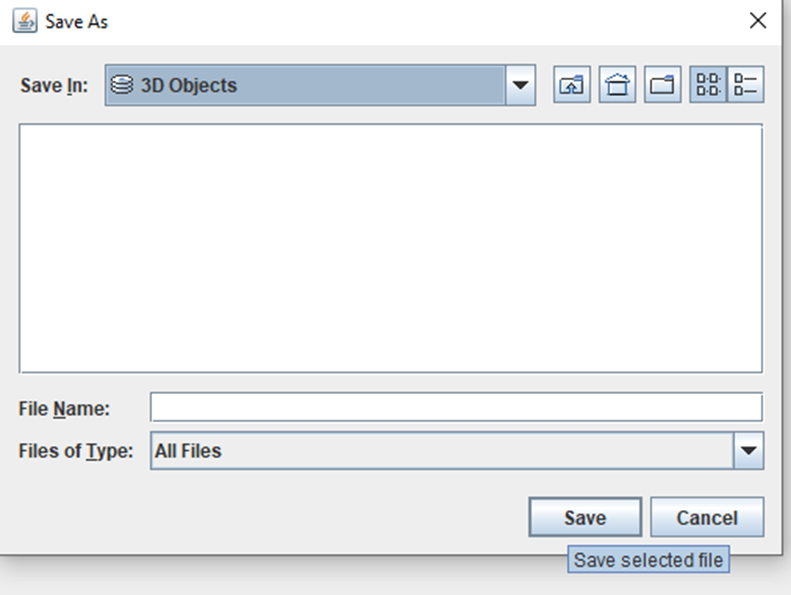 Save As
Save In: 3D Objects
File Name:
Files of Type: All Files
Save Cancel
Save selected file